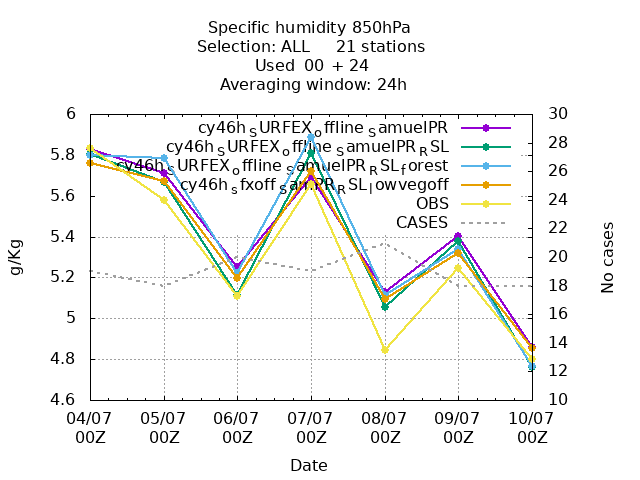 Specific humidity 850hPa
Selection: ALL 21 stations
Used 00 + 24
Averaging window: 24h
6
5.8
5.6
5.4
5.2
5
4.8
4.6
30
28
26
24
22
20
18
16
14
12
10
cy46h_SURFEX_offline_SamuelPR
cy46h_SURFEX_offline_SamuelPR_RSL
cy46h_SURFEX_offline_SamuelPR_RSL_forest
cy46h_sfxoff_SamPR_RSL_lowvegoff
OBS
CASES
g/Kg
No cases
04/07 05/07 06/07 07/07 08/07 09/07 10/07
00Z 00Z 00Z 00Z 00Z 00Z 00Z
Date